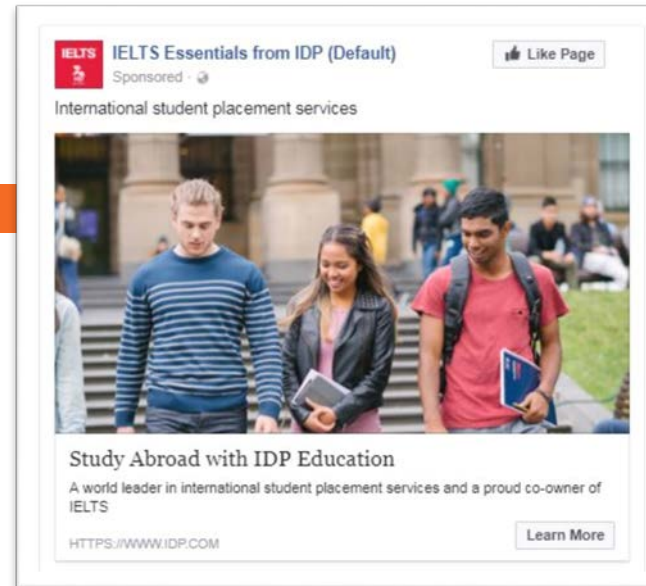 IELTS
IELTS Essentials from IDP (Default)
Like Page
Sponsored
International student placement services
Study Abroad with IDP Education
A world leader in international student placement services and a proud co-owner of
IELTS
HTTPS://WWW.IDP.COM
Learn More